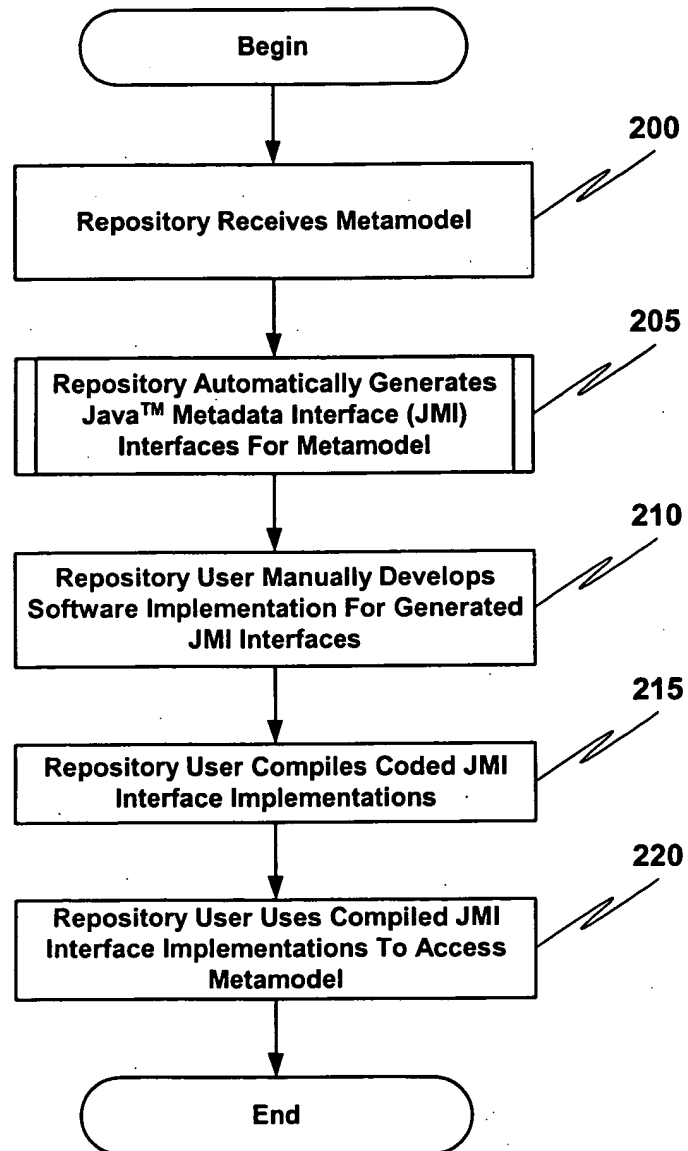 Begin
200
Repository Receives Metamodel
205
Repository Automatically Generates
Java™ Metadata Interface (JMI)
Interfaces For Metamodel
210
Repository User Manually Develops
Software Implementation For Generated
JMI Interfaces
215
Repository User Compiles Coded JMI
Interface Implementations
220
Repository User Uses Compiled JMI
Interface Implementations To Access
Metamodel
End